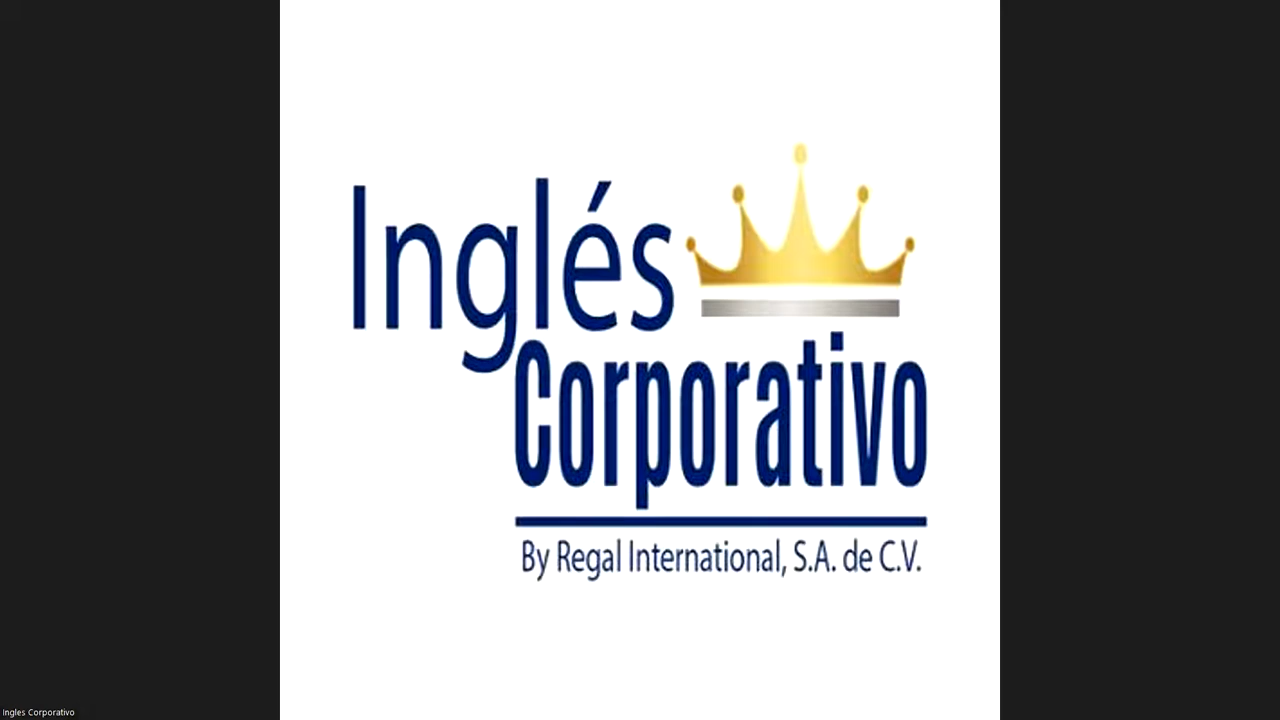 Inglés
Corporativo
By Regal International, S.A. de C.V.
Ingles Corporativo